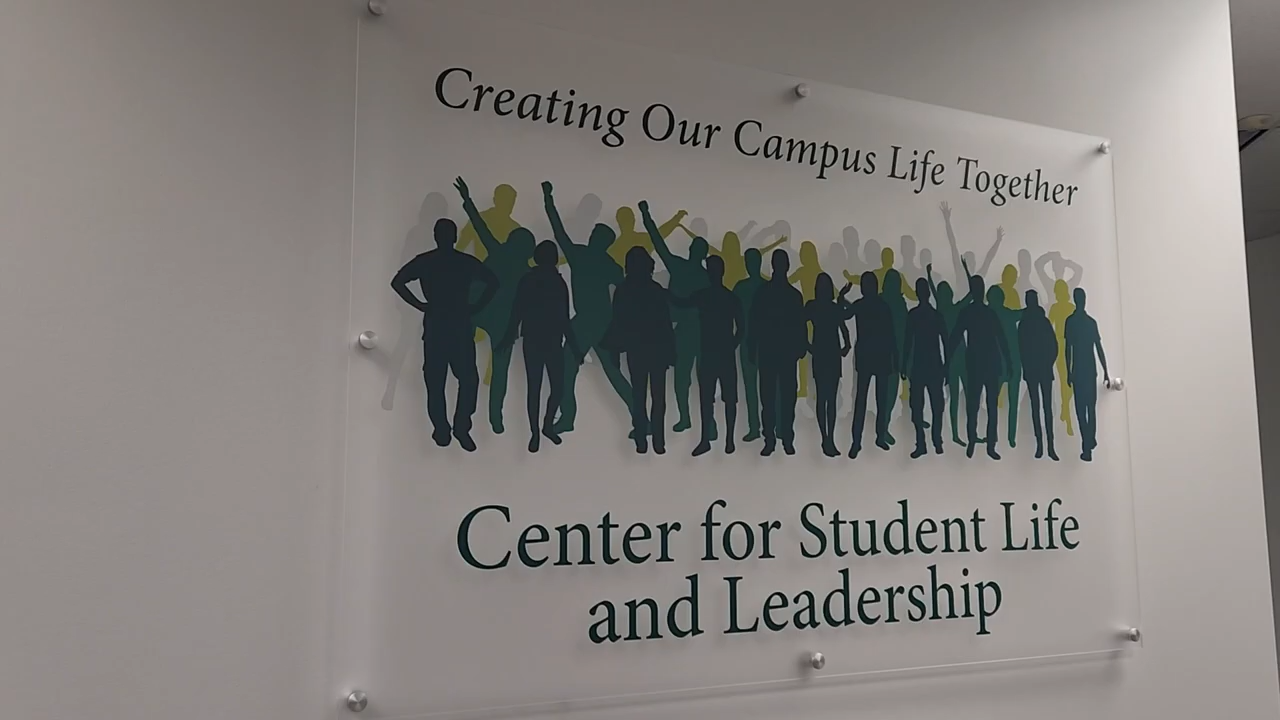 Creating Our Campus Life Together
Center for Student Life
and Leadership